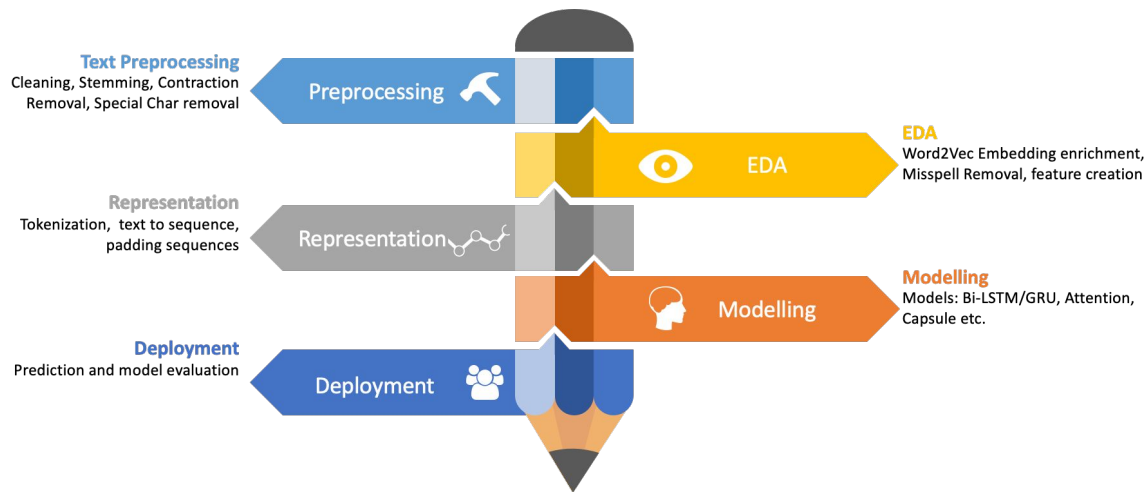 Text Preprocessing
Cleaning, Stemming, Contraction
Removal, Special Char removal
Preprocessing
EDA
EDA
Word2Vec Embedding enrichment,
Misspell Removal, feature creation
Representation
Tokenization, text to sequence,
padding sequences
Representation
Modelling
Modelling
Models: Bi-LSTM/GRU, Attention,
Capsule etc.
Deployment
Prediction and model evaluation
Deployment